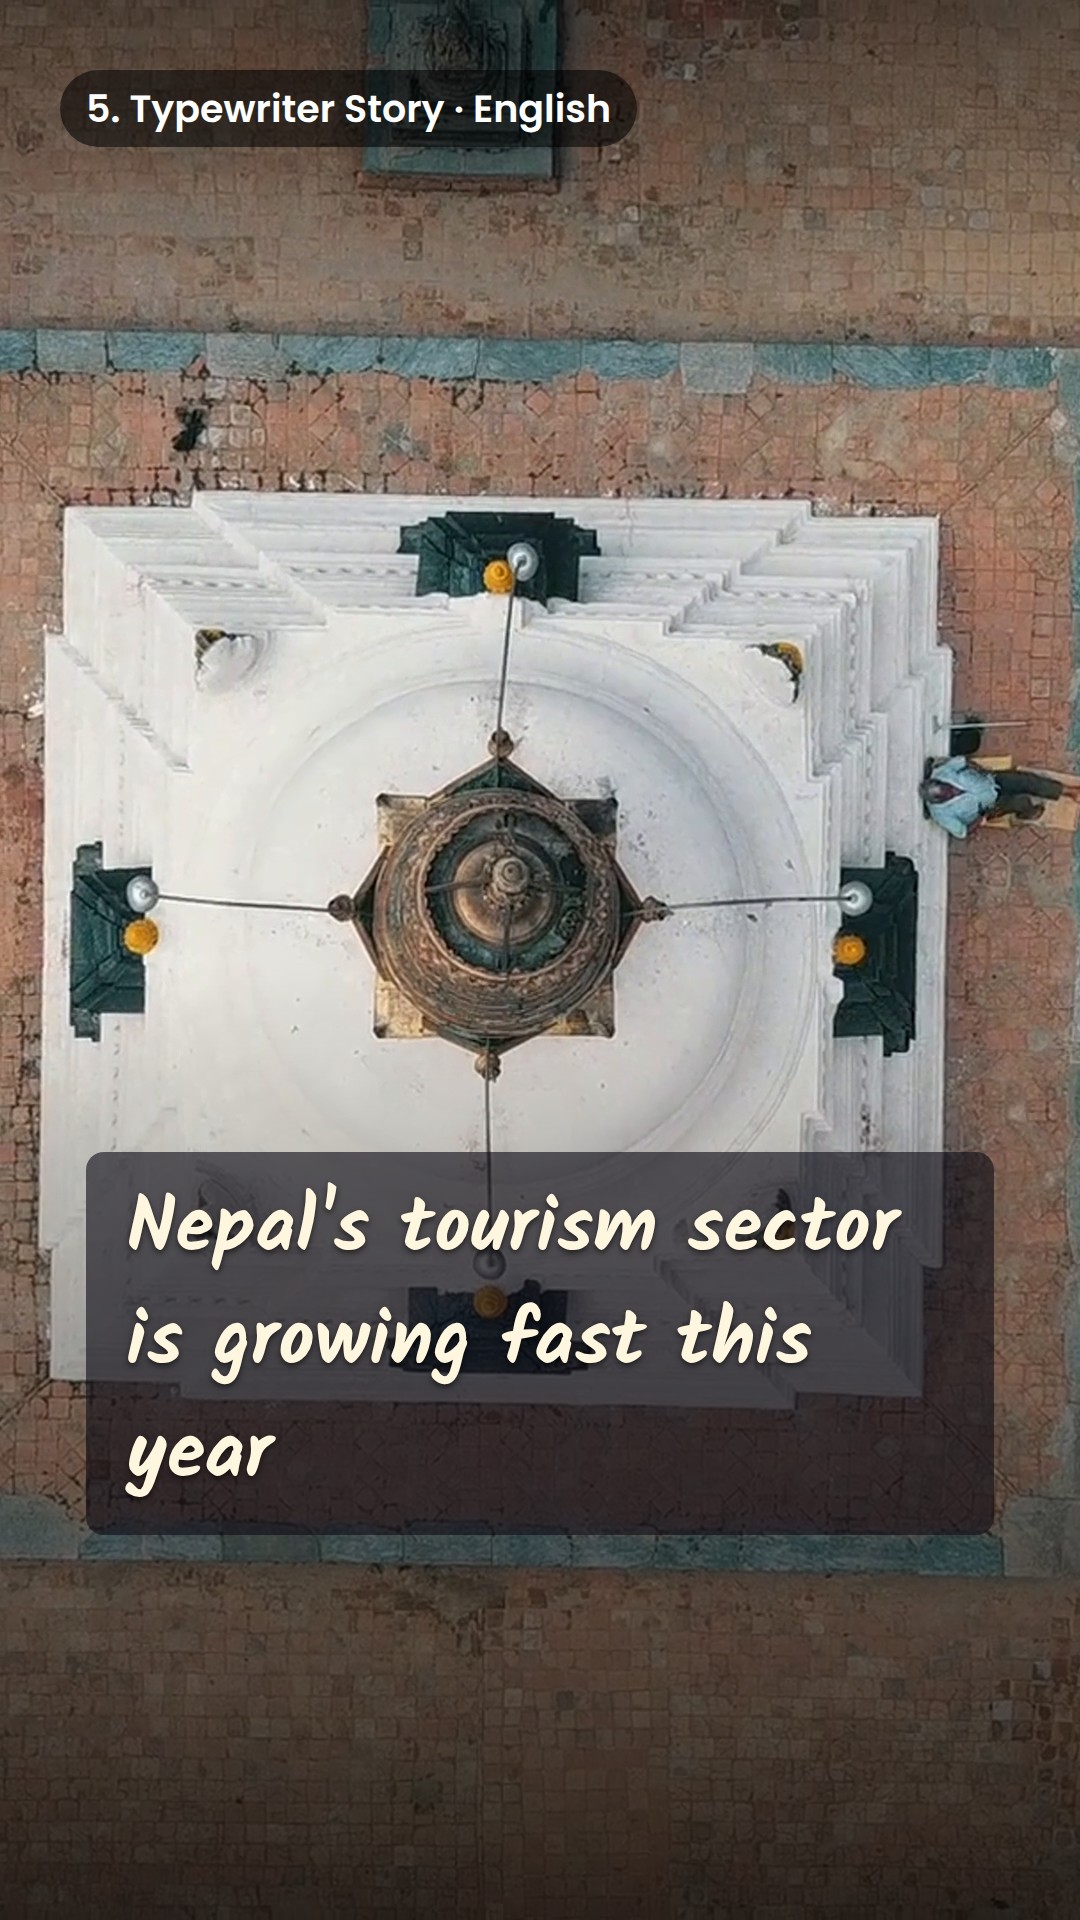 5. Typewriter Story · English
Nepal's tourism sector
is growing fast this
year